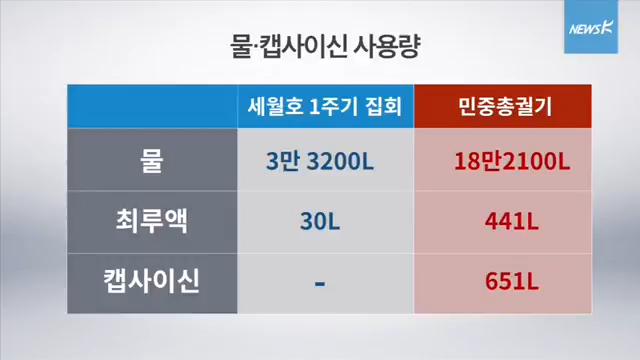 NEWSK
물·캡사이신 사용량
세월호 1주기 집회 민중총궐기
물 3만 3200L 18만2100L
최루액 30L 441L
캡사이신 - 651L